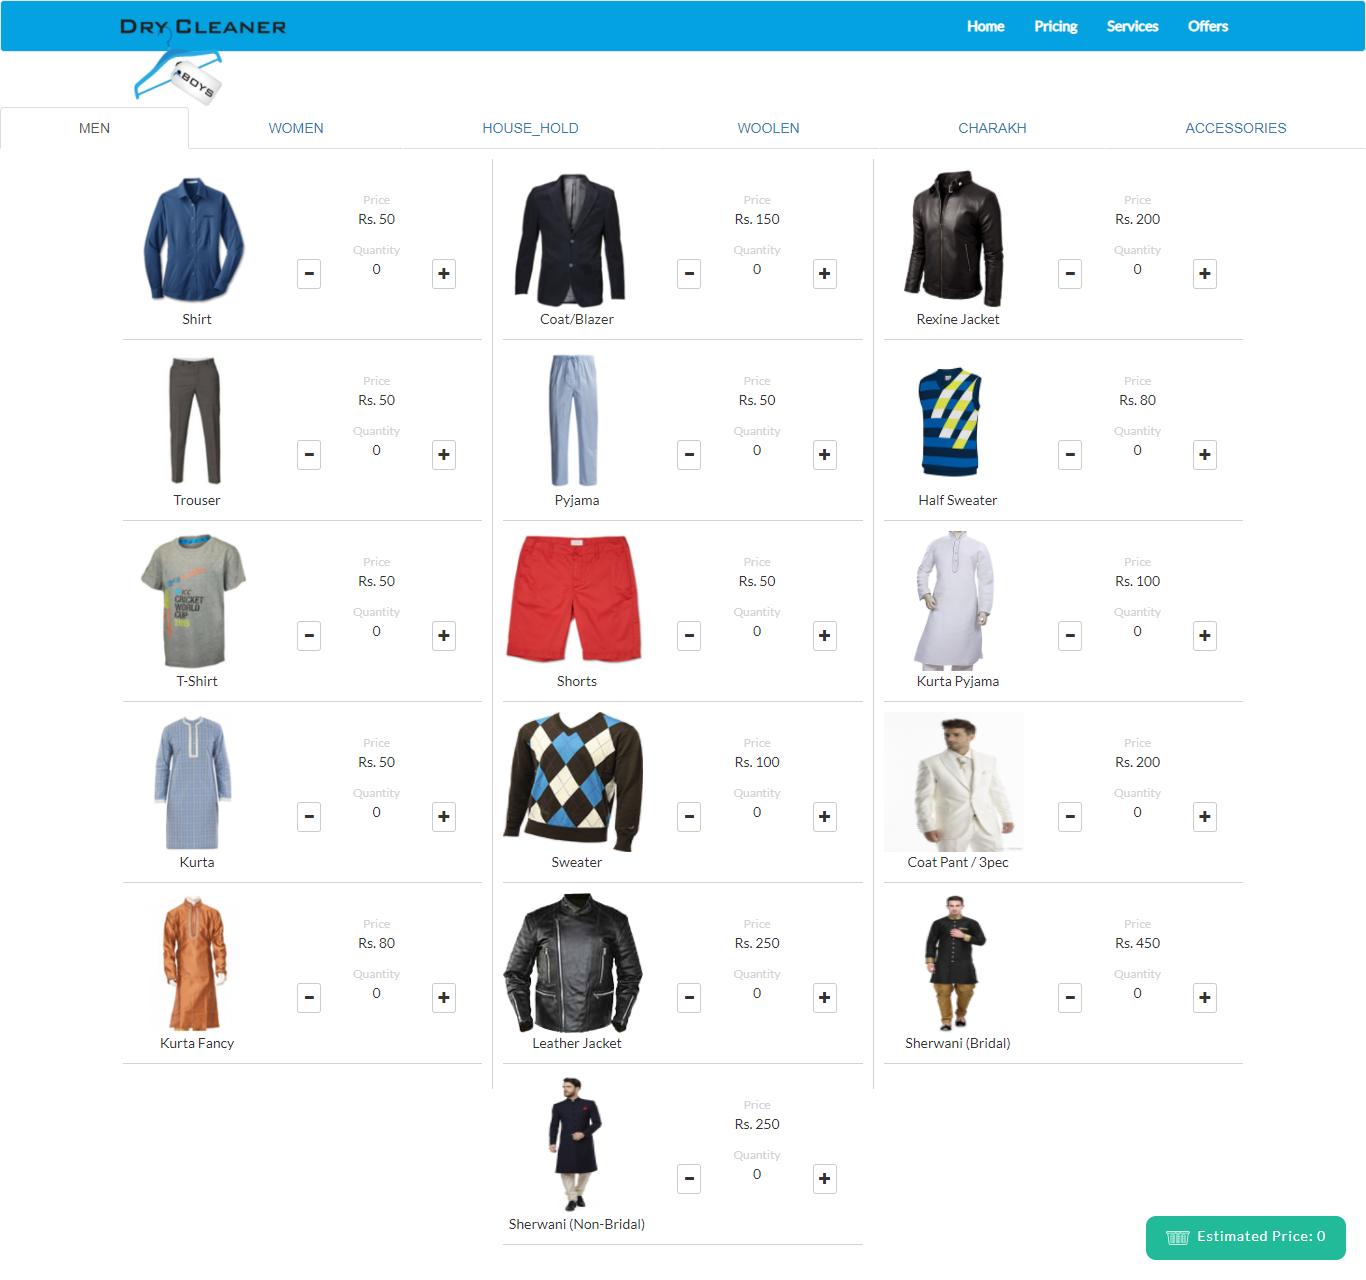 DRY CLEANER
BOYS
Home Pricing Services Offers
MEN WOMEN HOUSE_HOLD WOOLEN CHARAKH ACCESSORIES
Price
Rs. 50
Quantity
0
Shirt
Price
Rs. 150
Quantity
0
Coat/Blazer
Price
Rs. 200
Quantity
0
Rexine Jacket
Price
Rs. 50
Quantity
0
Trouser
Price
Rs. 50
Quantity
0
Pyjama
Price
Rs. 80
Quantity
0
Half Sweater
ICC
CRICKET
WORLD
CUP
2015
Price
Rs. 50
Quantity
0
T-Shirt
Price
Rs. 50
Quantity
0
Shorts
Price
Rs. 100
Quantity
0
Kurta Pyjama
Price
Rs. 50
Quantity
0
Kurta
Price
Rs. 100
Quantity
0
Sweater
Price
Rs. 200
Quantity
0
Coat Pant / 3pec
Price
Rs. 80
Quantity
0
Kurta Fancy
Price
Rs. 250
Quantity
0
Leather Jacket
Price
Rs. 450
Quantity
0
Sherwani (Bridal)
Price
Rs. 250
Quantity
0
Sherwani (Non-Bridal)
Estimated Price: 0